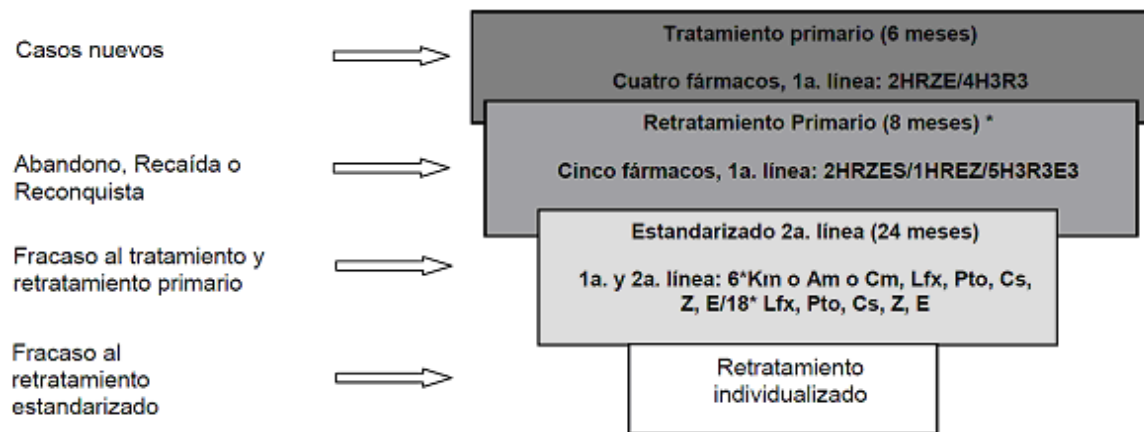 Casos nuevos
Tratamiento primario (6 meses)
Cuatro fármacos, 1a. línea: 2HRZE/4H3R3
Abandono, Recaída o
Reconquista
Retratamiento Primario (8 meses) *
Cinco fármacos, 1a. línea: 2HRZES/1HREZ/5H3R3E3
Fracaso al tratamiento y
retratamiento primario
Estandarizado 2a. línea (24 meses)
1a. y 2a. línea: 6*Km o Am o Cm, Lfx, Pto, Cs,
Z, E/18* Lfx, Pto, Cs, Z, E
Fracaso al
retratamiento
estandarizado
Retratamiento
individualizado